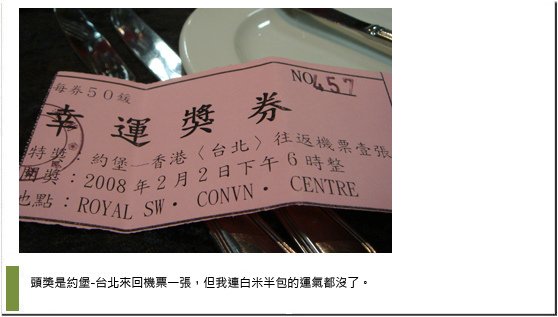 NO 457
每券50鍰
幸運獎券
特獎:約堡—香港〈台北〉往返機票壹張
開獎:2008年2月2日下午6時整
地點:ROYAL SW· CONVN· CENTRE
頭獎是約堡-台北來回機票一張,但我連白米半包的運氣都沒了。